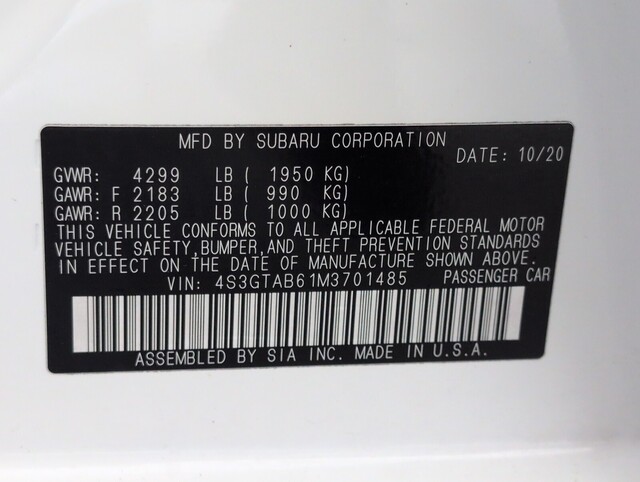 MFD BY SUBARU CORPORATION
DATE: 10/20
GVWR: 4299 LB ( 1950 KG)
GAWR: F 2183 LB ( 990 KG)
GAWR: R 2205 LB ( 1000 KG)
THIS VEHICLE CONFORMS TO ALL APPLICABLE FEDERAL MOTOR
VEHICLE SAFETY,BUMPER,AND THEFT PREVENTION STANDARDS
IN EFFECT ON THE DATE OF MANUFACTURE SHOWN ABOVE.
VIN: 4S3GTAB61M3701485 PASSENGER CAR
ASSEMBLED BY SIA INC. MADE IN U.S.A.